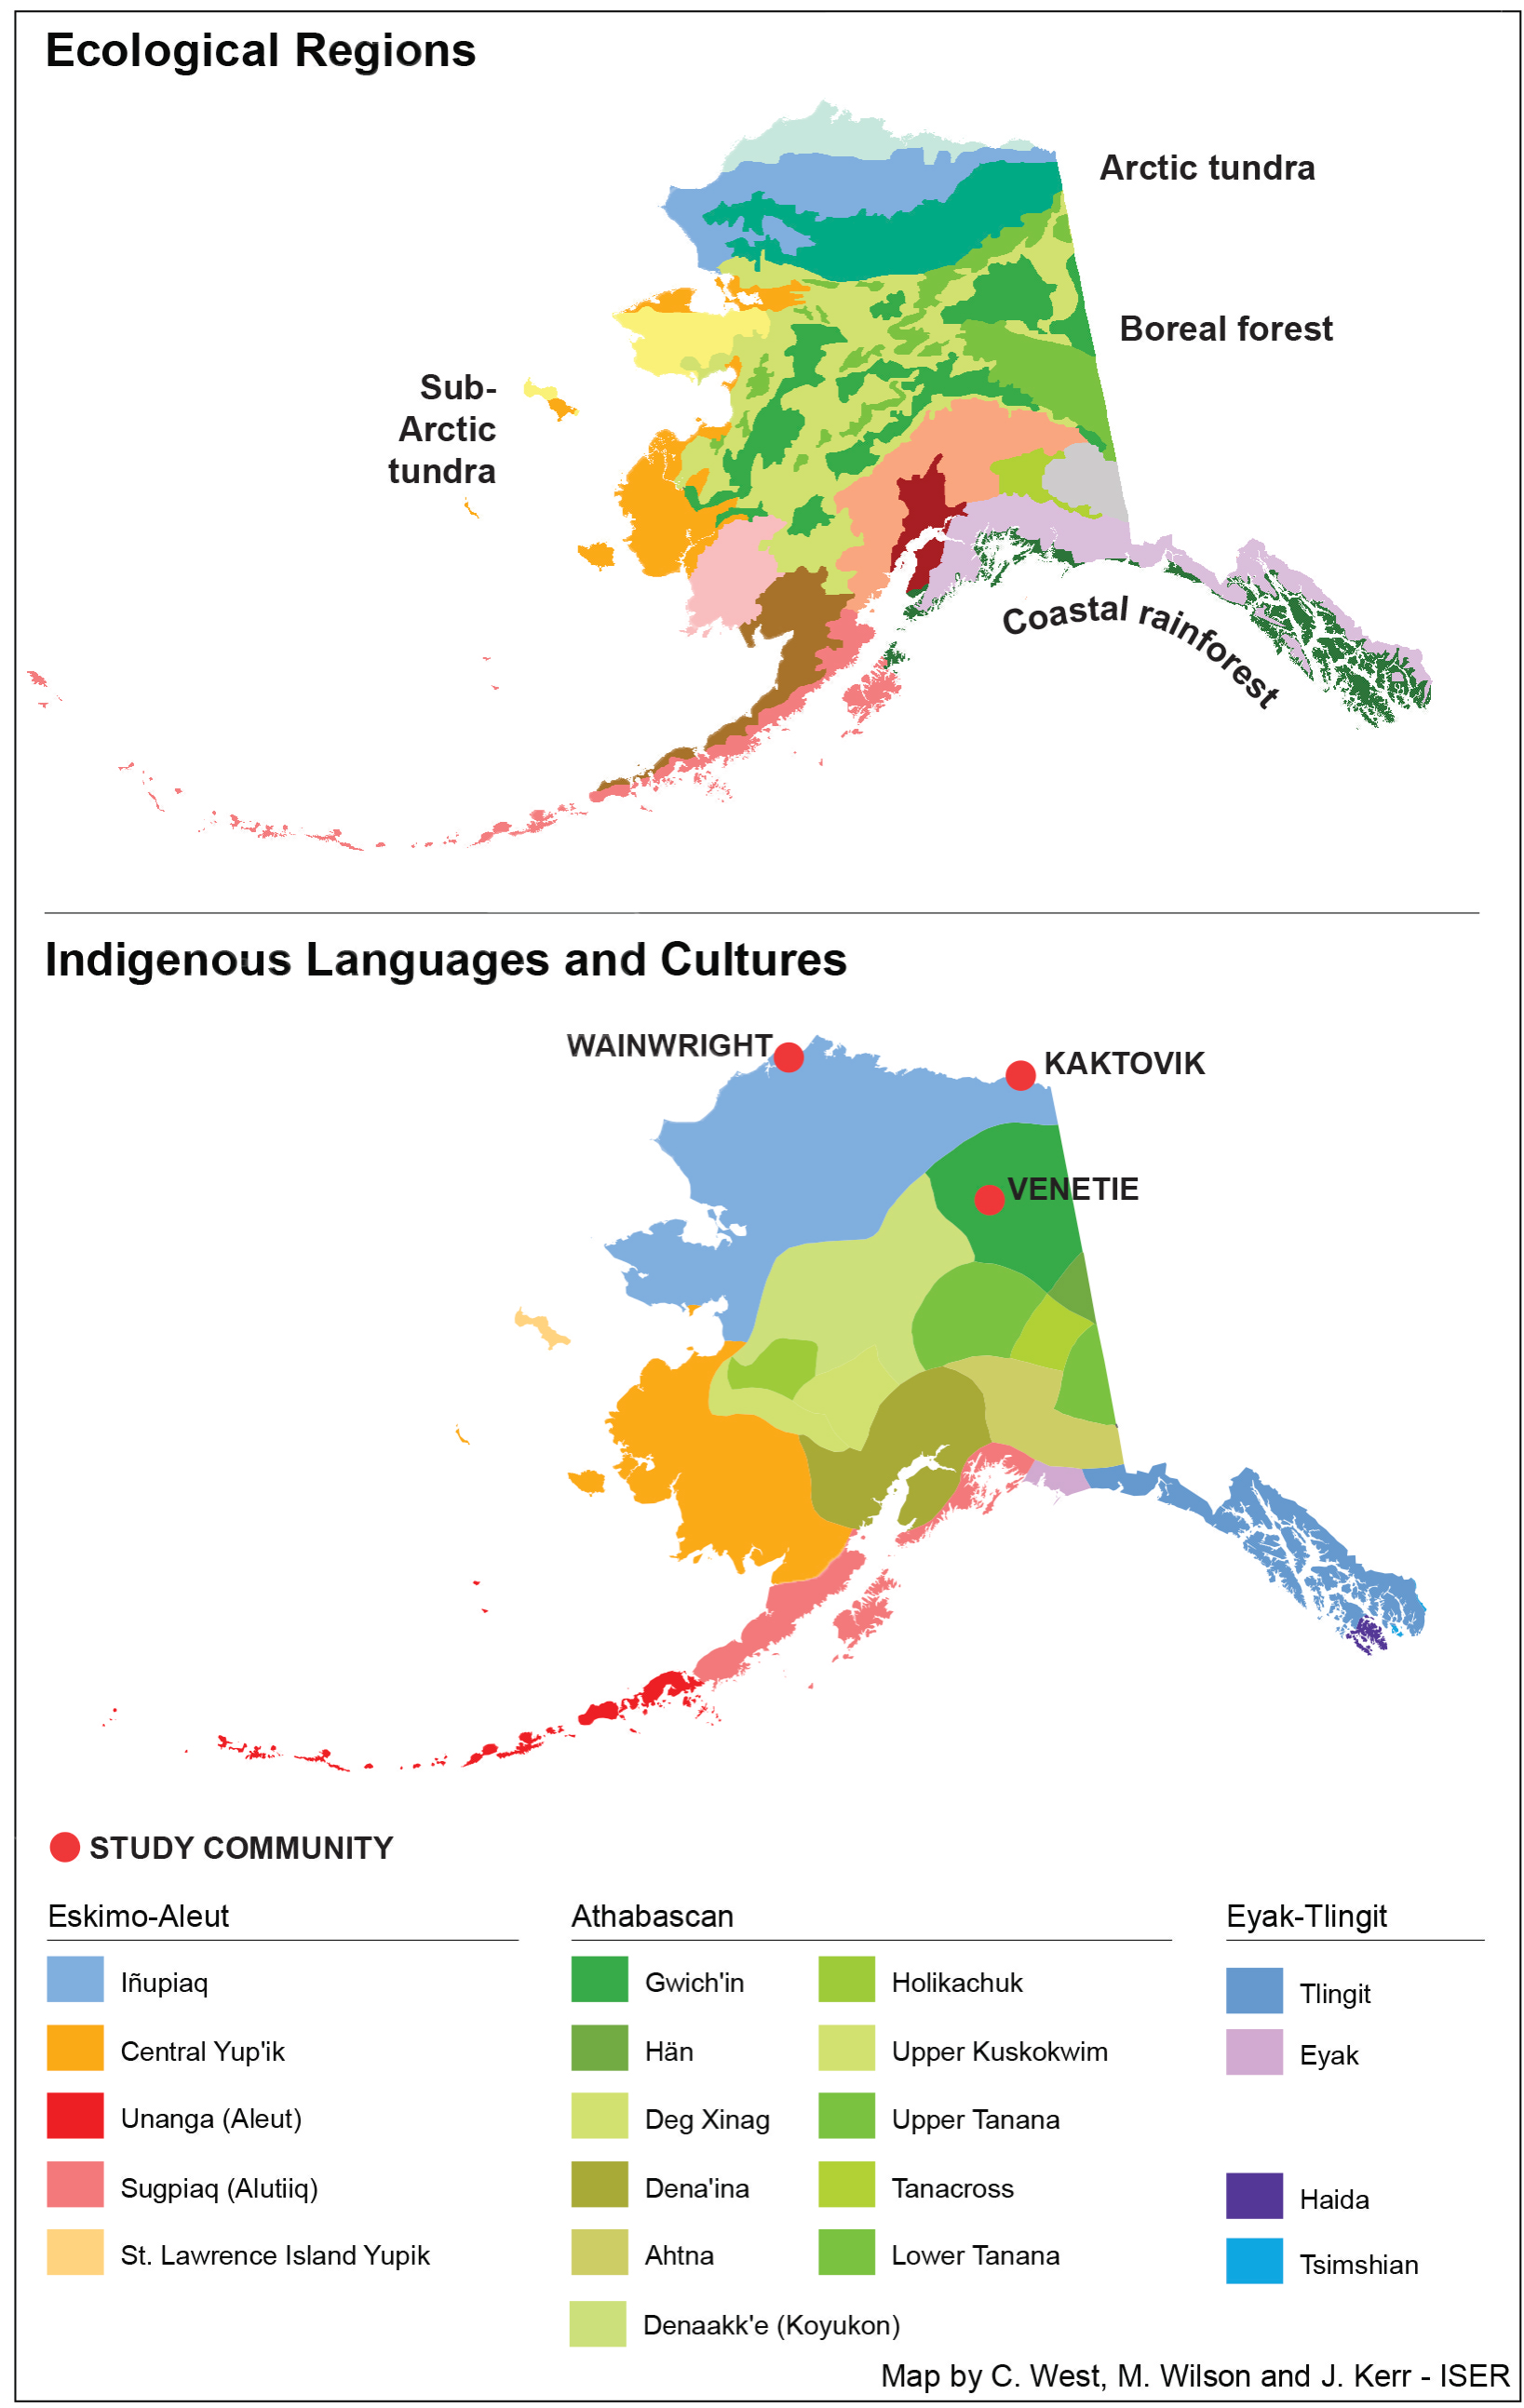 Ecological Regions
Arctic tundra
Boreal forest
Sub-
Arctic
tundra
Coastal rainforest
Indigenous Languages and Cultures
WAINWRIGHT
KAKTOVIK
VENETIE
STUDY COMMUNITY
Eskimo-Aleut
Iñupiaq
Central Yup'ik
Unanga (Aleut)
Sugpiaq (Alutiiq)
St. Lawrence Island Yupik
Athabascan
Gwich'in
Hän
Deg Xinag
Dena'ina
Ahtna
Denaakk'e (Koyukon)
Holikachuk
Upper Kuskokwim
Upper Tanana
Tanacross
Lower Tanana
Eyak-Tlingit
Tlingit
Eyak
Haida
Tsimshian
Map by C. West, M. Wilson and J. Kerr - ISER